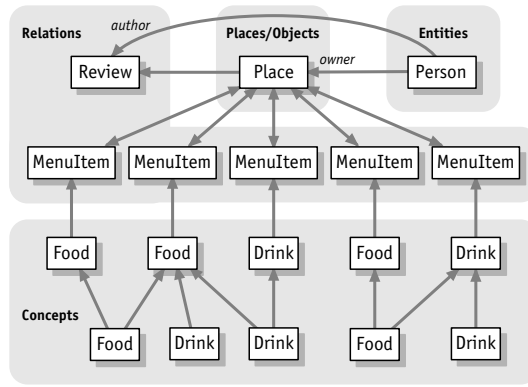 author
Relations Places/Objects Entities
owner
Review Place Person
MenuItem MenuItem MenuItem MenuItem MenuItem
Food Food Drink Food Drink
Concepts
Food Drink Drink Food Drink